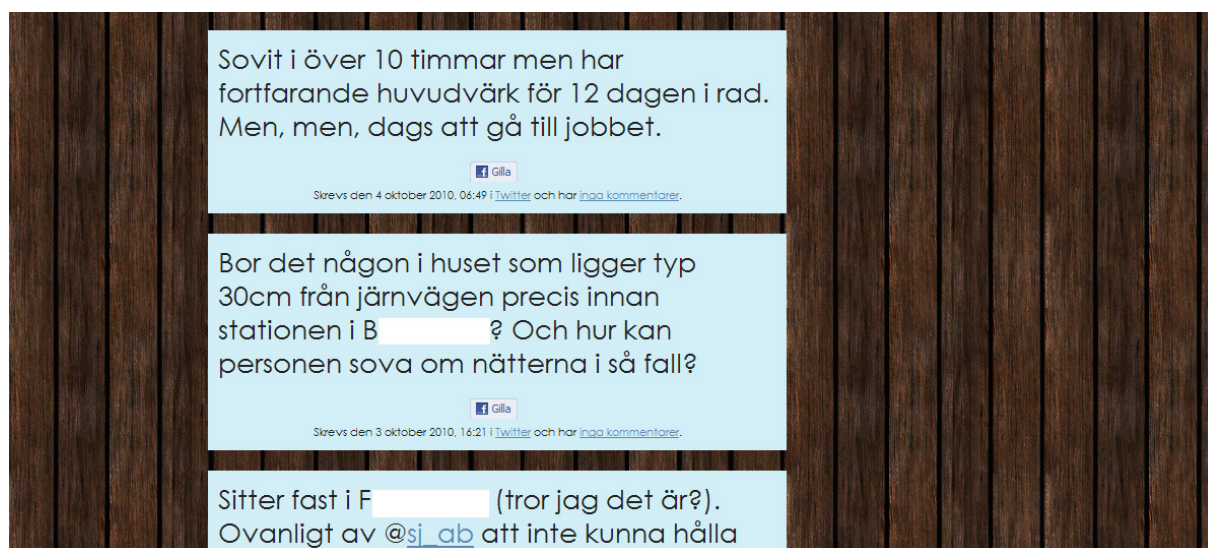 Sovit i över 10 timmar men har
fortfarande huvudvärk för 12 dagen i rad.
Men, men, dags att gå till jobbet.
Gilla
Skrevs den 4 oktober 2010, 06:49 i Twitter och har inga kommentarer.
Bor det någon i huset som ligger typ
30cm från järnvägen precis innan
stationen i B ? Och hur kan
personen sova om nätterna i så fall?
Gilla
Skrevs den 3 oktober 2010, 16:21 i Twitter och har inga kommentarer.
Sitter fast i F (tror jag det är?).
Ovanligt av @sj_ab att inte kunna hålla